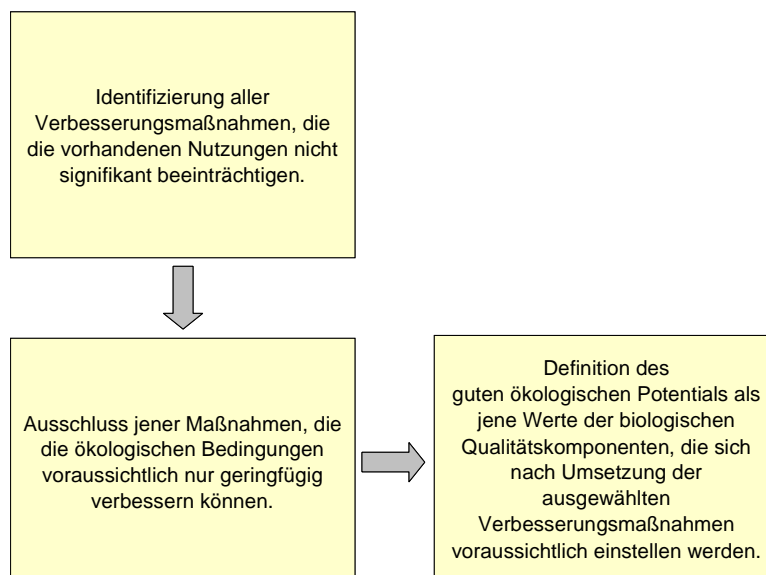 Identifizierung aller
Verbesserungsmaßnahmen, die
die vorhandenen Nutzungen nicht
signifikant beeinträchtigen.
Ausschluss jener Maßnahmen, die
die ökologischen Bedingungen
voraussichtlich nur geringfügig
verbessern können.
Definition des
guten ökologischen Potentials als
jene Werte der biologischen
Qualitätskomponenten, die sich
nach Umsetzung der
ausgewählten
Verbesserungsmaßnahmen
voraussichtlich einstellen werden.